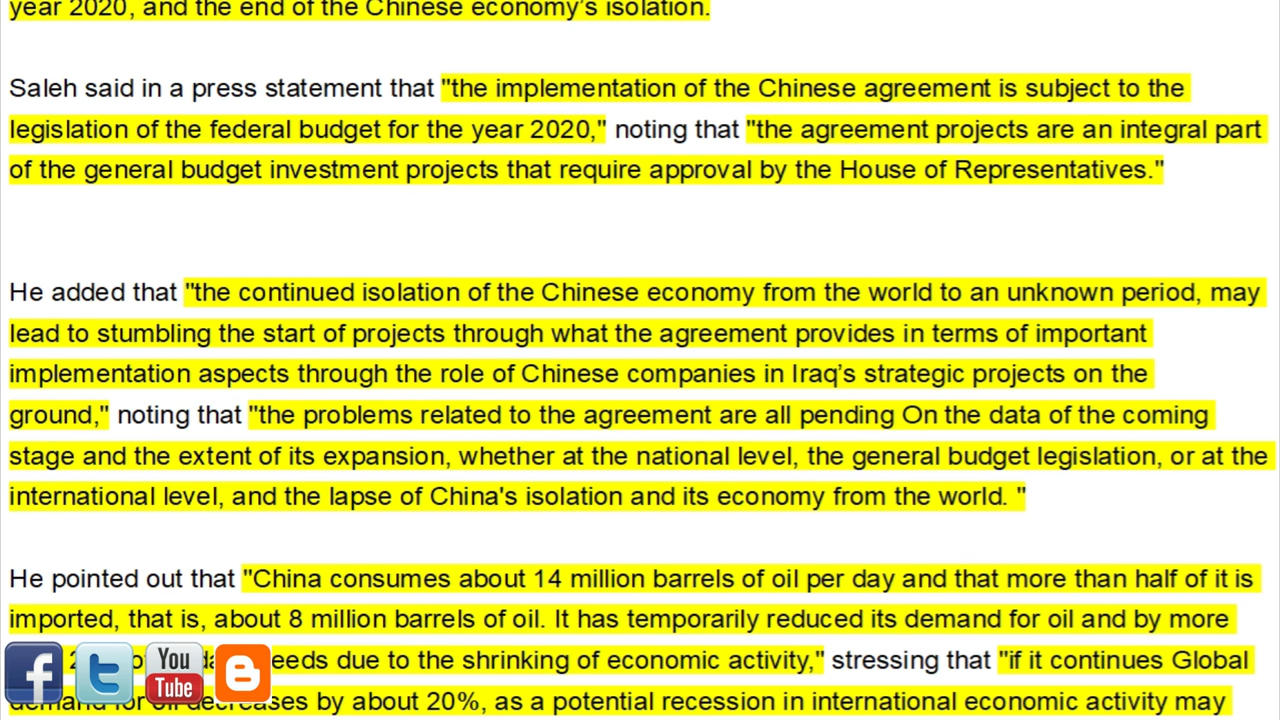 year 2020, and the end of the Chinese economy's isolation.
Saleh said in a press statement that "the implementation of the Chinese agreement is subject to the
legislation of the federal budget for the year 2020," noting that "the agreement projects are an integral part
of the general budget investment projects that require approval by the House of Representatives."
He added that "the continued isolation of the Chinese economy from the world to an unknown period, may
lead to stumbling the start of projects through what the agreement provides in terms of important
implementation aspects through the role of Chinese companies in Iraq's strategic projects on the
ground," noting that "the problems related to the agreement are all pending On the data of the coming
stage and the extent of its expansion, whether at the national level, the general budget legislation, or at the
international level, and the lapse of China's isolation and its economy from the world. "
He pointed out that "China consumes about 14 million barrels of oil per day and that more than half of it is
imported, that is, about 8 million barrels of oil. It has temporarily reduced its demand for oil and by more
due to the shrinking of economic activity," stressing that "if it continues Global
demand for oil decreases by about 20%, as a potential recession in international economic activity may
You
Tube